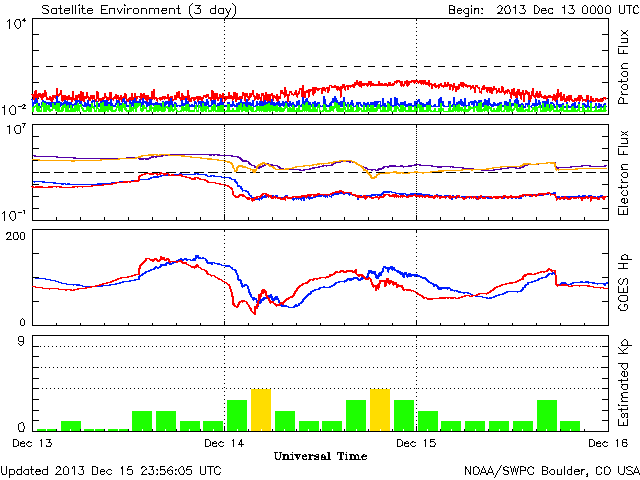 Satellite Environment (3 day) Begin: 2013 Dec 13 0000 UTC
10⁴
Proton Flux
10⁻²
10⁷
Electron Flux
10⁻¹
200
100
GOES Hp
0
9
Estimated Kp
0
Dec 13 Dec 14 Dec 15 Dec 16
Universal Time
Updated 2013 Dec 15 23:56:05 UTC NOAA/SWPC Boulder, CO USA